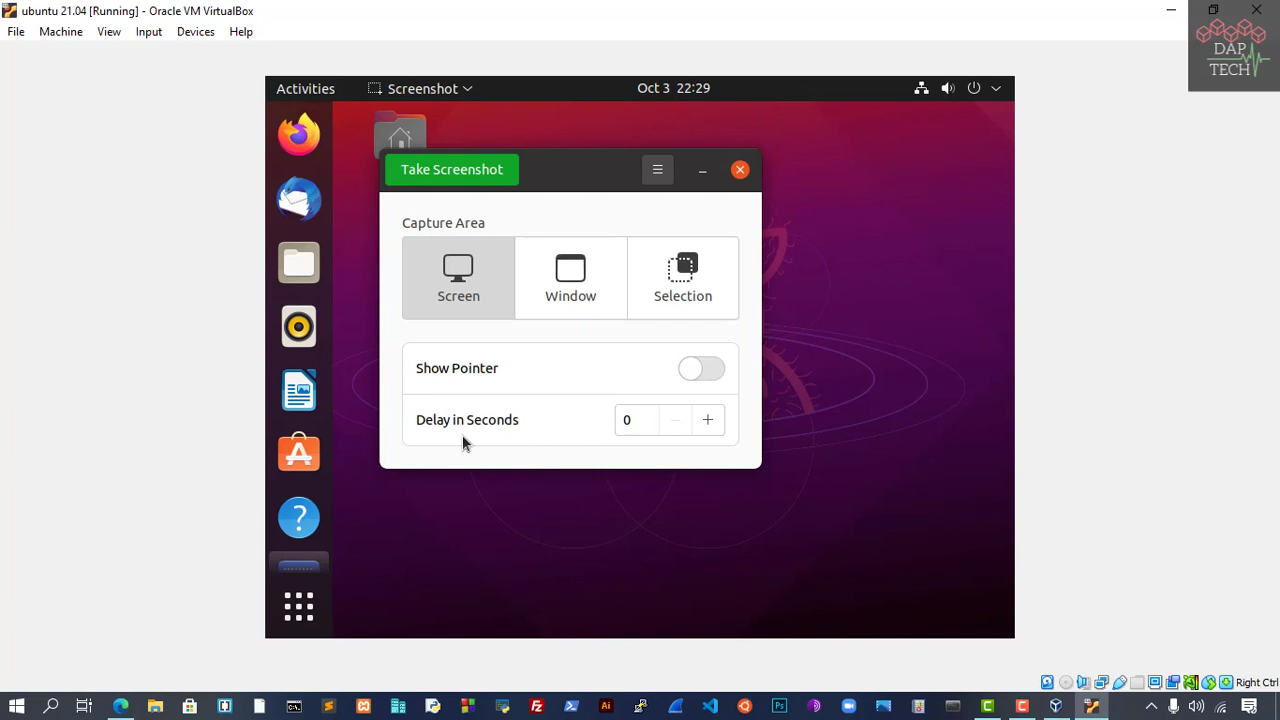 ubuntu 21.04 [Running] - Oracle VM VirtualBox
File Machine View Input Devices Help
DAP
TECH
Activities Screenshot Oct 3 22:29
Take Screenshot
Capture Area
Screen Window Selection
Show Pointer
Delay in Seconds 0
Right Ctrl